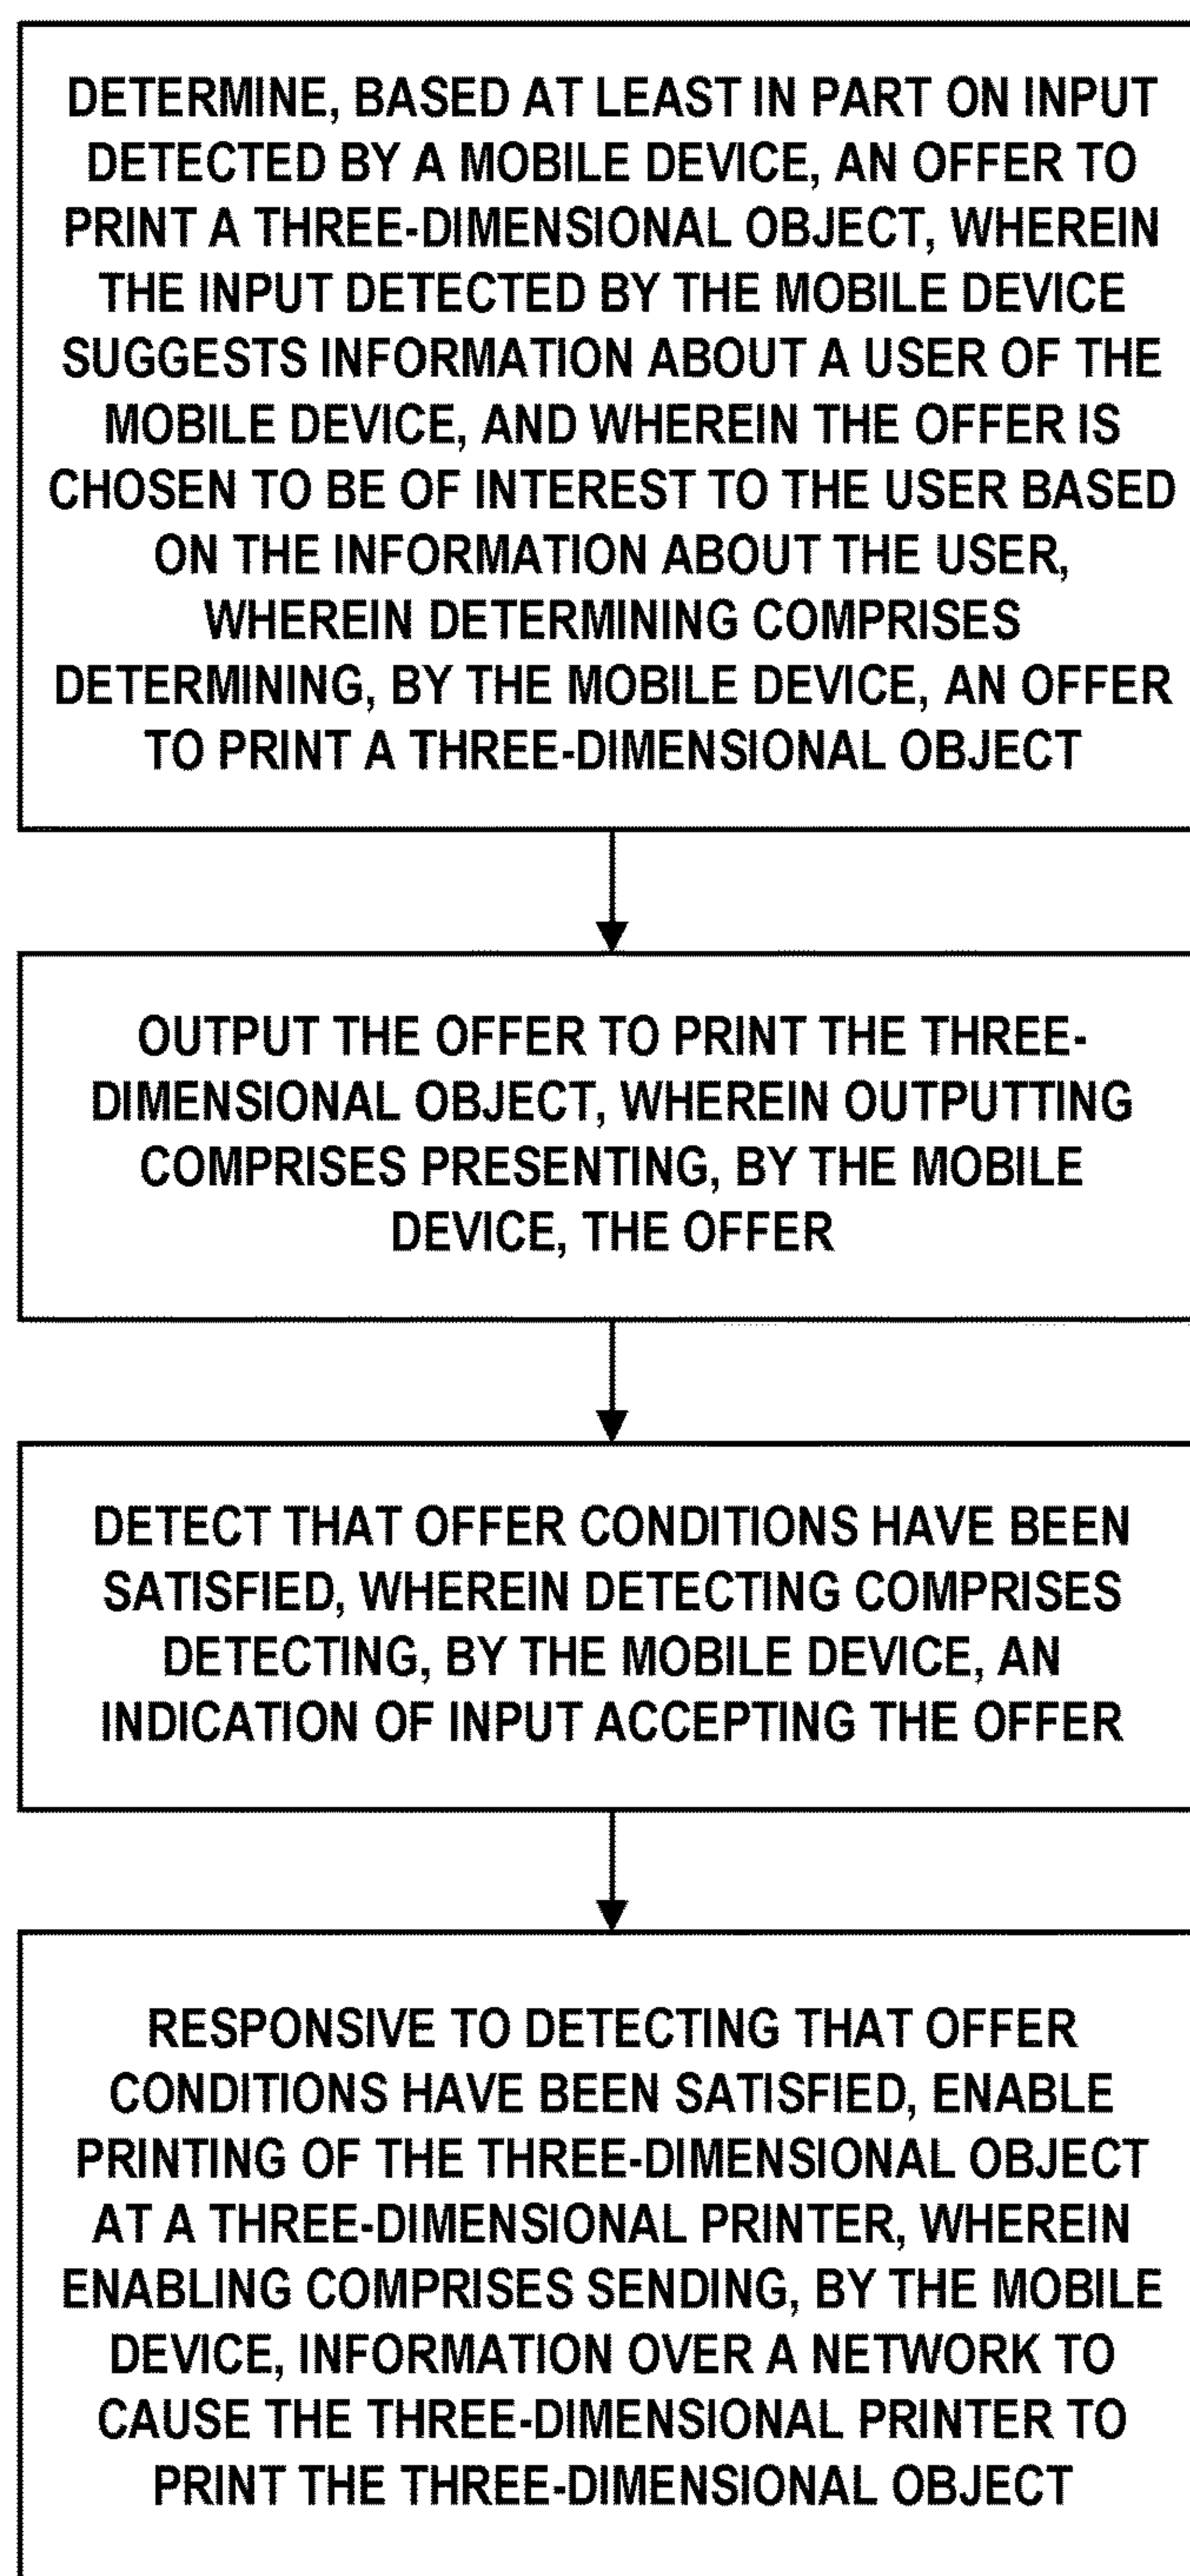 DETERMINE, BASED AT LEAST IN PART ON INPUT
DETECTED BY A MOBILE DEVICE, AN OFFER TO
PRINT A THREE-DIMENSIONAL OBJECT, WHEREIN
THE INPUT DETECTED BY THE MOBILE DEVICE
SUGGESTS INFORMATION ABOUT A USER OF THE
MOBILE DEVICE, AND WHEREIN THE OFFER IS
CHOSEN TO BE OF INTEREST TO THE USER BASED
ON THE INFORMATION ABOUT THE USER,
WHEREIN DETERMINING COMPRISES
DETERMINING, BY THE MOBILE DEVICE, AN OFFER
TO PRINT A THREE-DIMENSIONAL OBJECT
OUTPUT THE OFFER TO PRINT THE THREE-
DIMENSIONAL OBJECT, WHEREIN OUTPUTTING
COMPRISES PRESENTING, BY THE MOBILE
DEVICE, THE OFFER
DETECT THAT OFFER CONDITIONS HAVE BEEN
SATISFIED, WHEREIN DETECTING COMPRISES
DETECTING, BY THE MOBILE DEVICE, AN
INDICATION OF INPUT ACCEPTING THE OFFER
RESPONSIVE TO DETECTING THAT OFFER
CONDITIONS HAVE BEEN SATISFIED, ENABLE
PRINTING OF THE THREE-DIMENSIONAL OBJECT
AT A THREE-DIMENSIONAL PRINTER, WHEREIN
ENABLING COMPRISES SENDING, BY THE MOBILE
DEVICE, INFORMATION OVER A NETWORK TO
CAUSE THE THREE-DIMENSIONAL PRINTER TO
PRINT THE THREE-DIMENSIONAL OBJECT